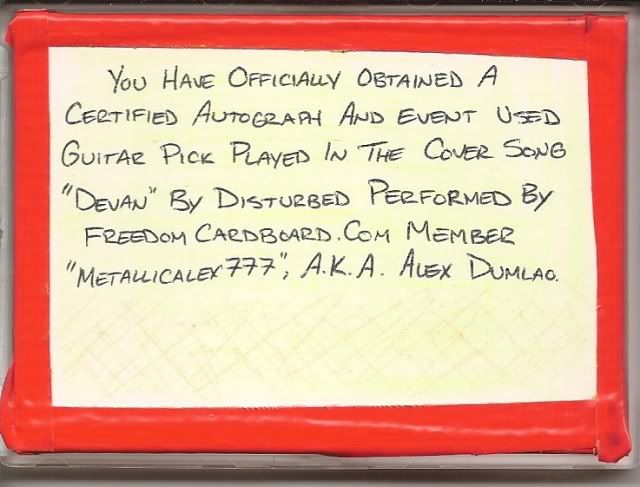 You Have Officially Obtained A
Certified Autograph And Event Used
Guitar Pick Played In The Cover Song
"Devan" By Disturbed Performed By
FreedomCardboard.Com Member
"Metallicalex777", A.K.A. Alex Dumlao.